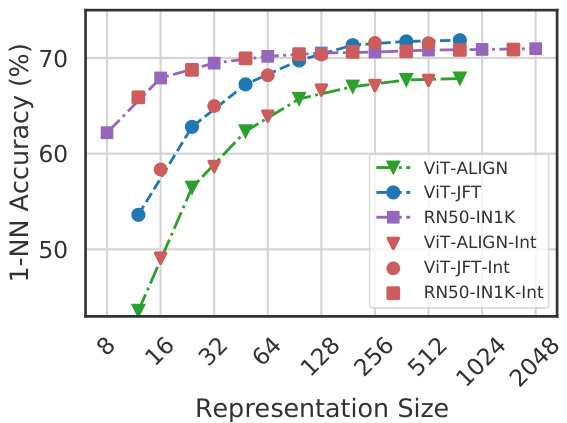 1-NN Accuracy (%)
70
60
50
ViT-ALIGN
ViT-JFT
RN50-IN1K
ViT-ALIGN-Int
ViT-JFT-Int
RN50-IN1K-Int
8 16 32 64 128 256 512 1024 2048
Representation Size